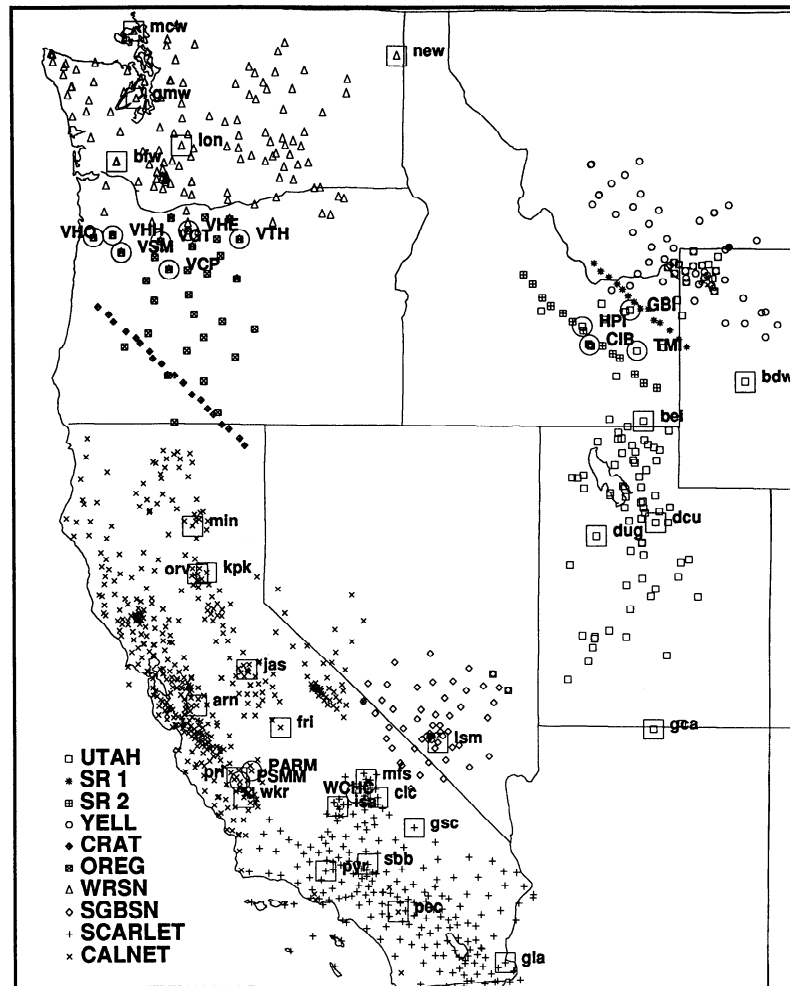 mcw
new
gmw
lon
bfw
VHO
VHH
VGT
VHE
VTH
VSM
VCP
GBI
HPI
CIB
TMI
bdw
bei
min
dcu
dug
orv
kpk
jas
arn
fri
lsm
gca
UTAH
SR 1
SR 2
YELL
CRAT
OREG
WRSN
SGBSN
SCARLET
CALNET
pri
PARM
PSMM
wkr
mfs
WCHC
clc
isa
gsc
sbb
pyr
pec
gla